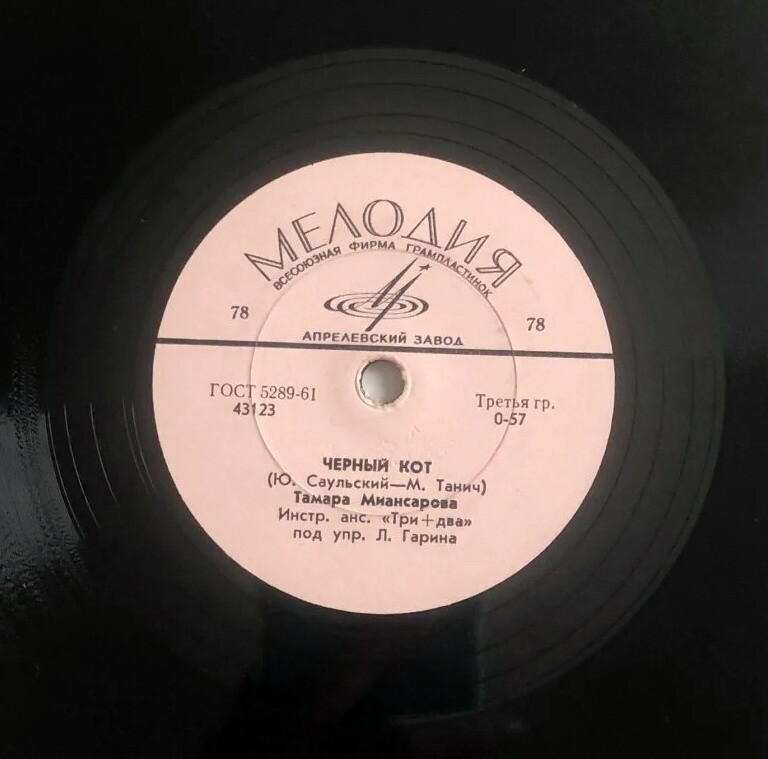 МЕЛОДИЯ
ВСЕСОЮЗНАЯ ФИРМА ГРАМПЛАСТИНОК
78 78
АПРЕЛЕВСКИЙ ЗАВОД
ГОСТ 5289-61 Третья гр.
43123 0-57
ЧЕРНЫЙ КОТ
(Ю. Саульский—М. Танич)
Тамара Миансарова
Инстр. анс. «Три+два»
под упр. Л. Гарина